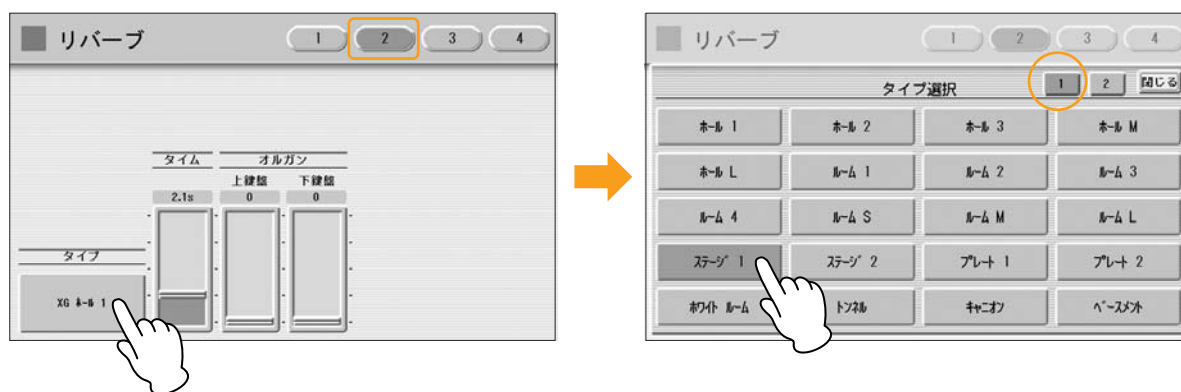 リバーブ 1 2 3 4
タイム オルガン
上鍵盤 下鍵盤
2.1s 0 0
タイプ
XG ホール 1
リバーブ 1 2 3 4
タイプ選択 1 2 閉じる
ホール 1 ホール 2 ホール 3 ホール M
ホール L ルーム 1 ルーム 2 ルーム 3
ルーム 4 ルーム S ルーム M ルーム L
ステージ 1 ステージ 2 プレート 1 プレート 2
ホワイト ルーム トンネル キャニオン ベースメント